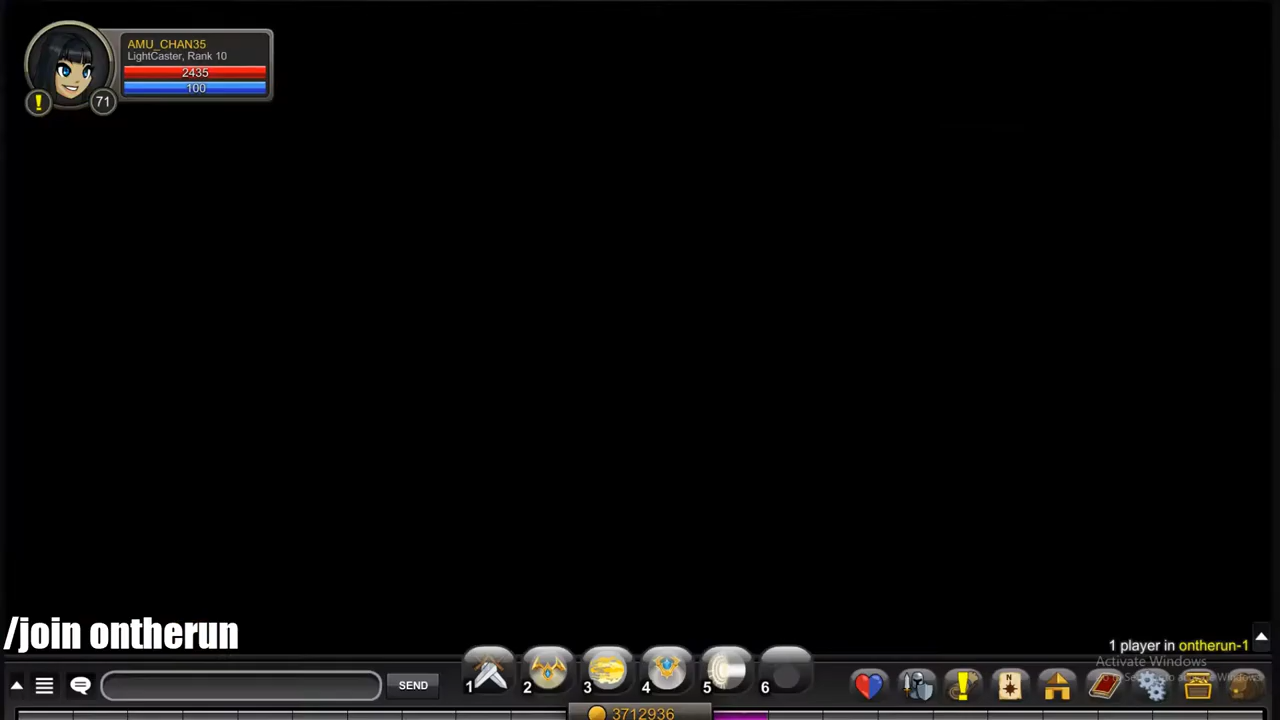 AMU_CHAN35
LightCaster, Rank 10
2435
100
!
71
/join ontherun
1 player in ontherun-1
Activate Windows
SEND
1
2
3
4
5
6
N
3712936